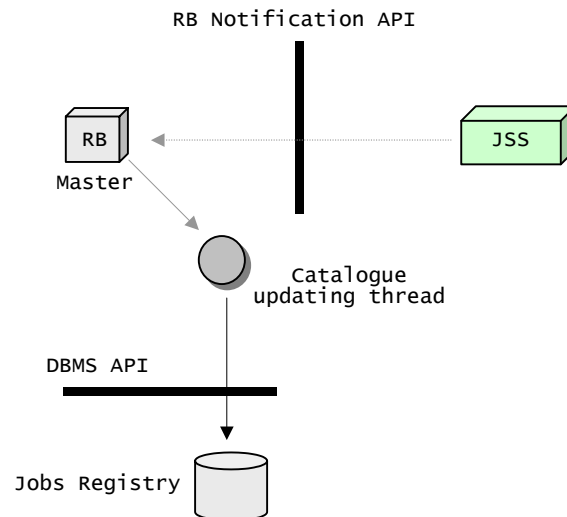 RB Notification API
RB
JSS
Master
Catalogue
updating thread
DBMS API
Jobs Registry